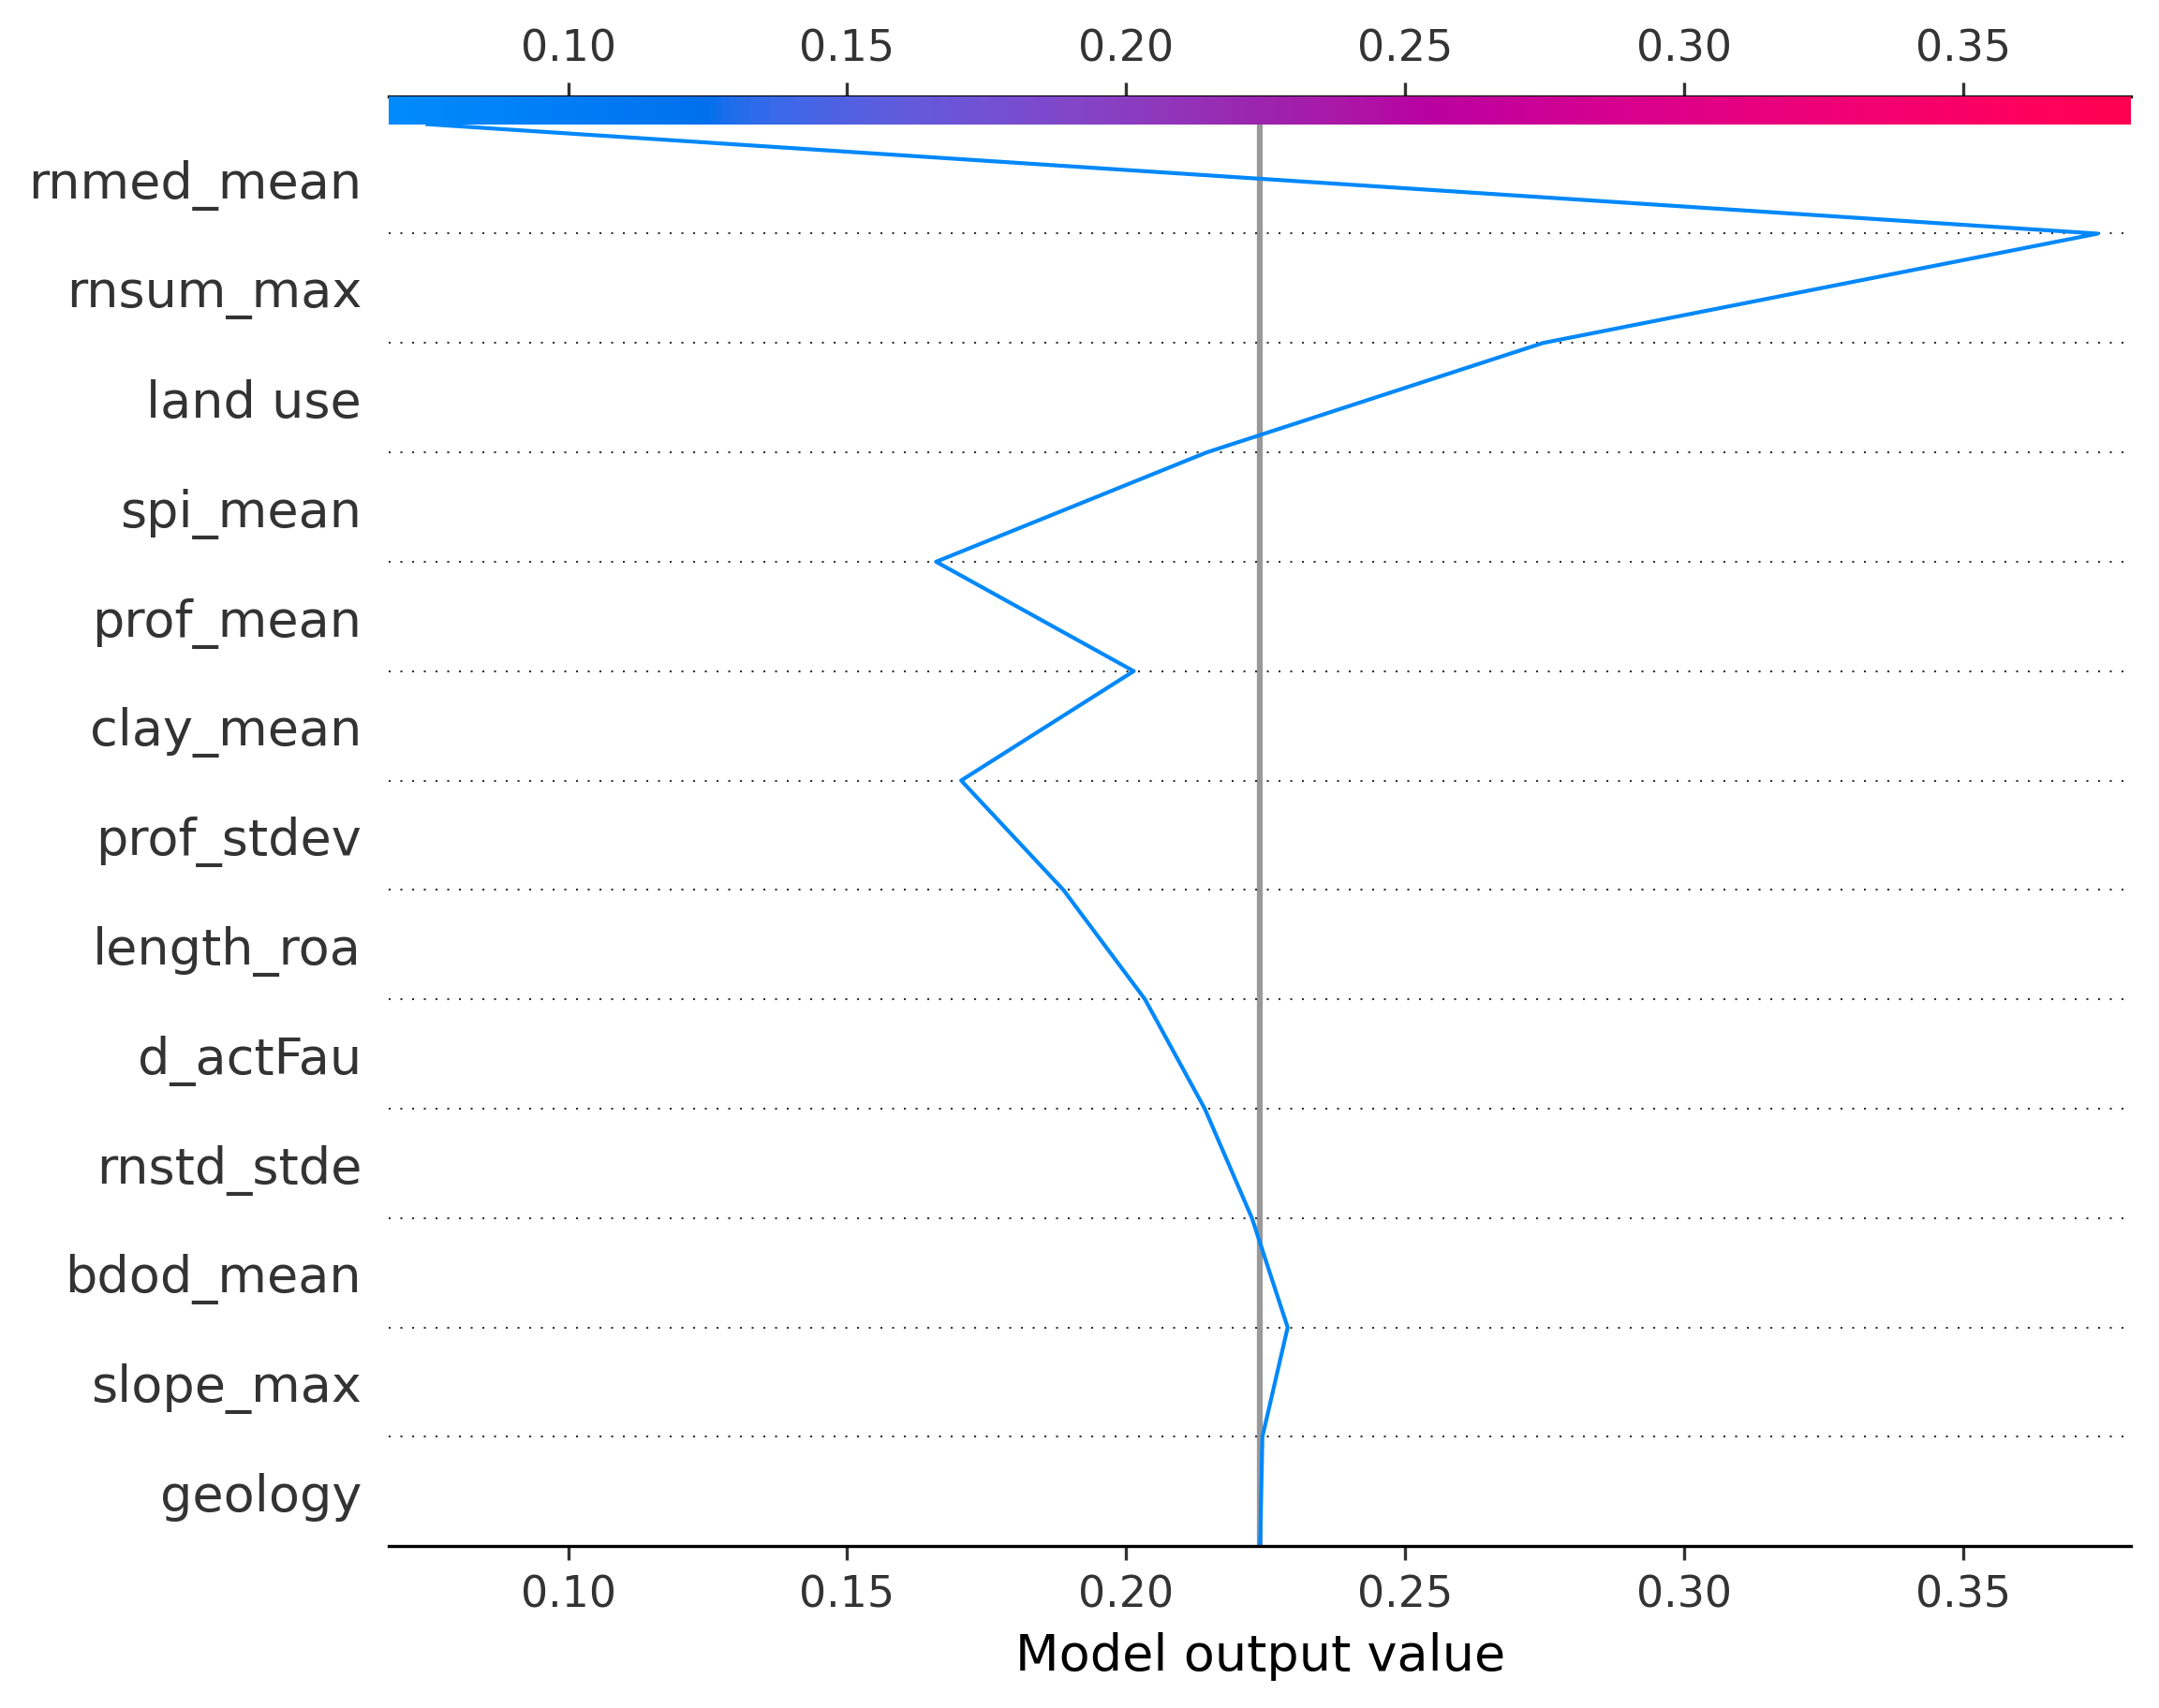 0.10 0.15 0.20 0.25 0.30 0.35
rnmed_mean
rnsum_max
land use
spi_mean
prof_mean
clay_mean
prof_stdev
length_roa
d_actFau
rnstd_stde
bdod_mean
slope_max
geology
0.10 0.15 0.20 0.25 0.30 0.35
Model output value